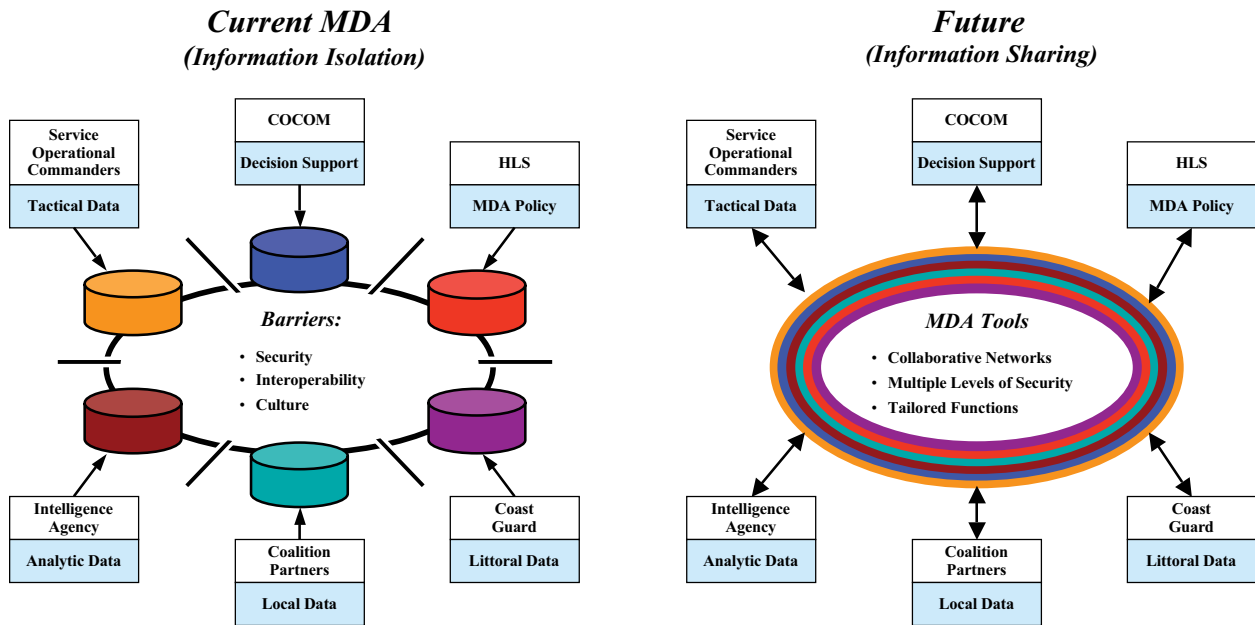 Current MDA
(Information Isolation)
Service
Operational
Commanders
Tactical Data
COCOM
Decision Support
HLS
MDA Policy
Barriers:
• Security
• Interoperability
• Culture
Intelligence
Agency
Analytic Data
Coalition
Partners
Local Data
Coast
Guard
Littoral Data
Future
(Information Sharing)
Service
Operational
Commanders
Tactical Data
COCOM
Decision Support
HLS
MDA Policy
MDA Tools
• Collaborative Networks
• Multiple Levels of Security
• Tailored Functions
Intelligence
Agency
Analytic Data
Coalition
Partners
Local Data
Coast
Guard
Littoral Data